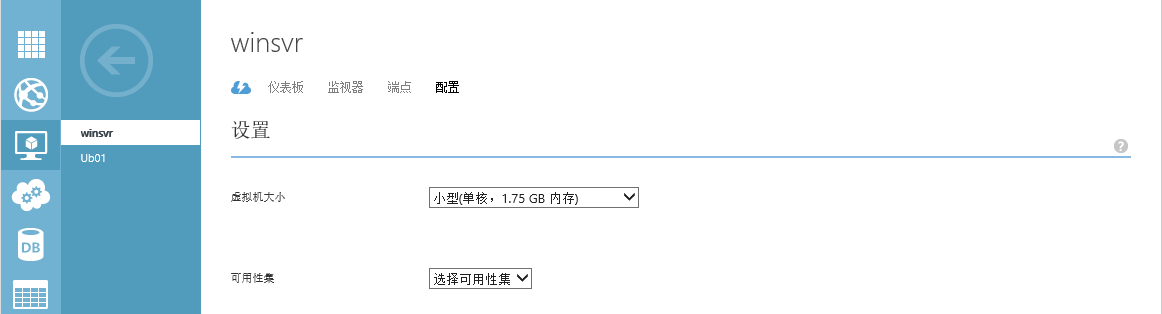 winsvr
Ub01
DB
winsvr
仪表板 监视器 端点 配置
设置
?
虚拟机大小 小型(单核，1.75 GB 内存)
可用性集 选择可用性集